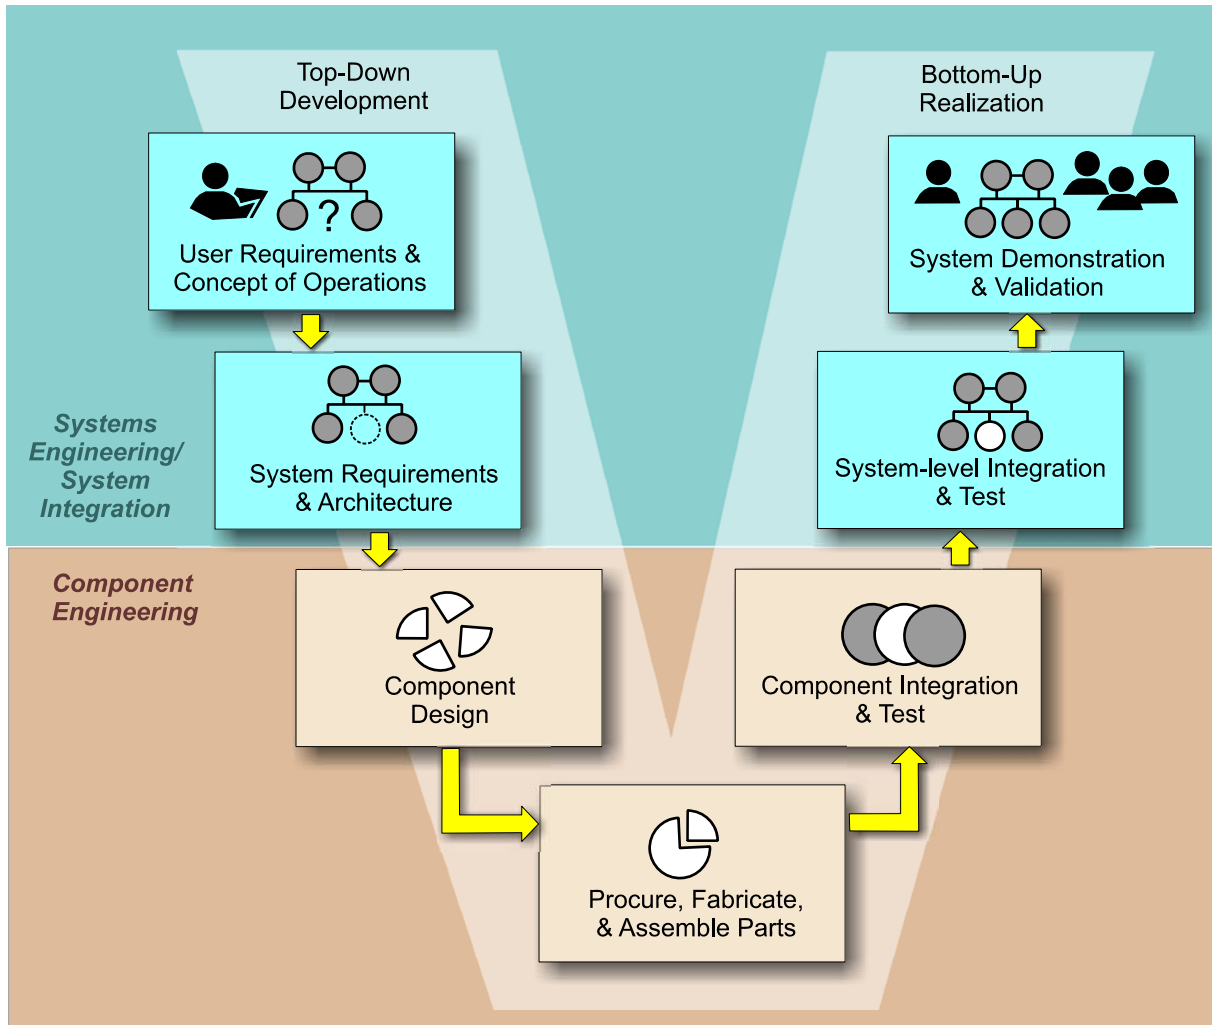 Top-Down
Development
Bottom-Up
Realization
?
User Requirements &
Concept of Operations
System Demonstration
& Validation
Systems
Engineering/
System
Integration
System Requirements
& Architecture
System-level Integration
& Test
Component
Engineering
Component
Design
Component Integration
& Test
Procure, Fabricate,
& Assemble Parts